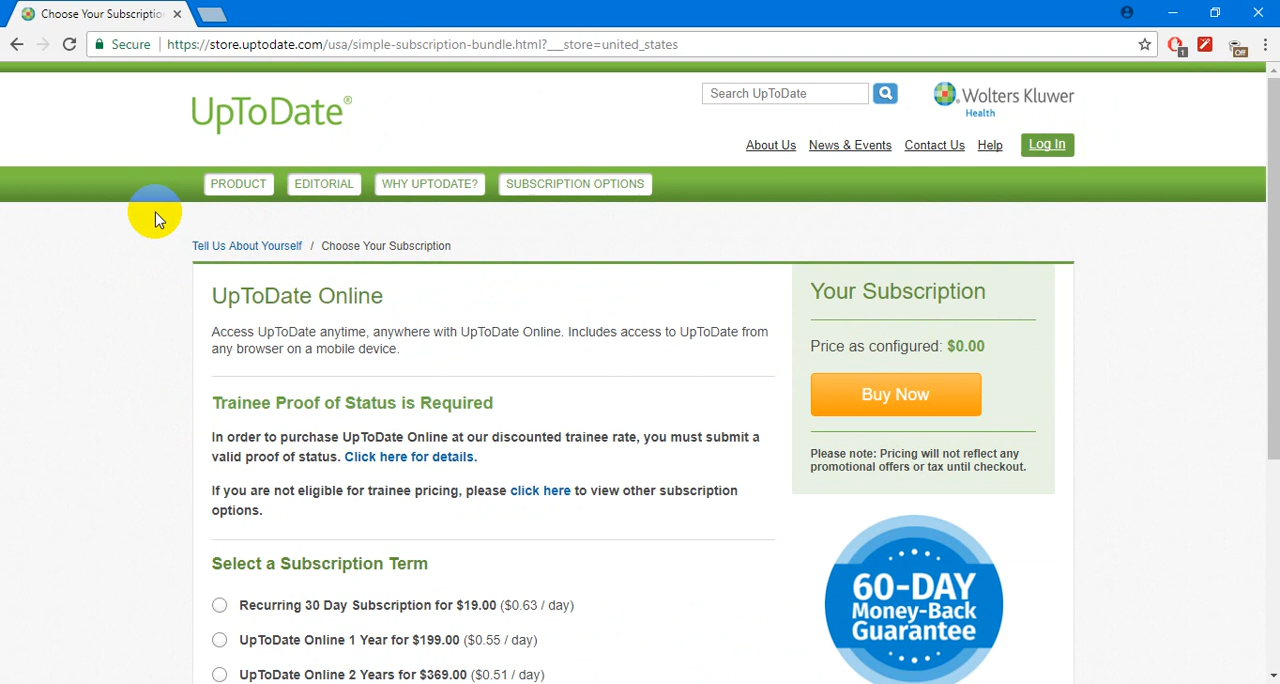 Choose Your Subscriptio
Secure
https://store.uptodate.com/usa/simple-subscription-bundle.html?___store=united_states
1
Off
UpToDate®
Search UpToDate
Wolters Kluwer
Health
About Us
News & Events
Contact Us
Help
Log In
PRODUCT
EDITORIAL
WHY UPTODATE?
SUBSCRIPTION OPTIONS
Tell Us About Yourself / Choose Your Subscription
UpToDate Online
Access UpToDate anytime, anywhere with UpToDate Online. Includes access to UpToDate from
any browser on a mobile device.
Trainee Proof of Status is Required
In order to purchase UpToDate Online at our discounted trainee rate, you must submit a
valid proof of status. Click here for details.
If you are not eligible for trainee pricing, please click here to view other subscription
options.
Select a Subscription Term
Recurring 30 Day Subscription for $19.00 ($0.63 / day)
UpToDate Online 1 Year for $199.00 ($0.55 / day)
UpToDate Online 2 Years for $369.00 ($0.51 / day)
Your Subscription
Price as configured: $0.00
Buy Now
Please note: Pricing will not reflect any
promotional offers or tax until checkout.
60-DAY
Money-Back
Guarantee